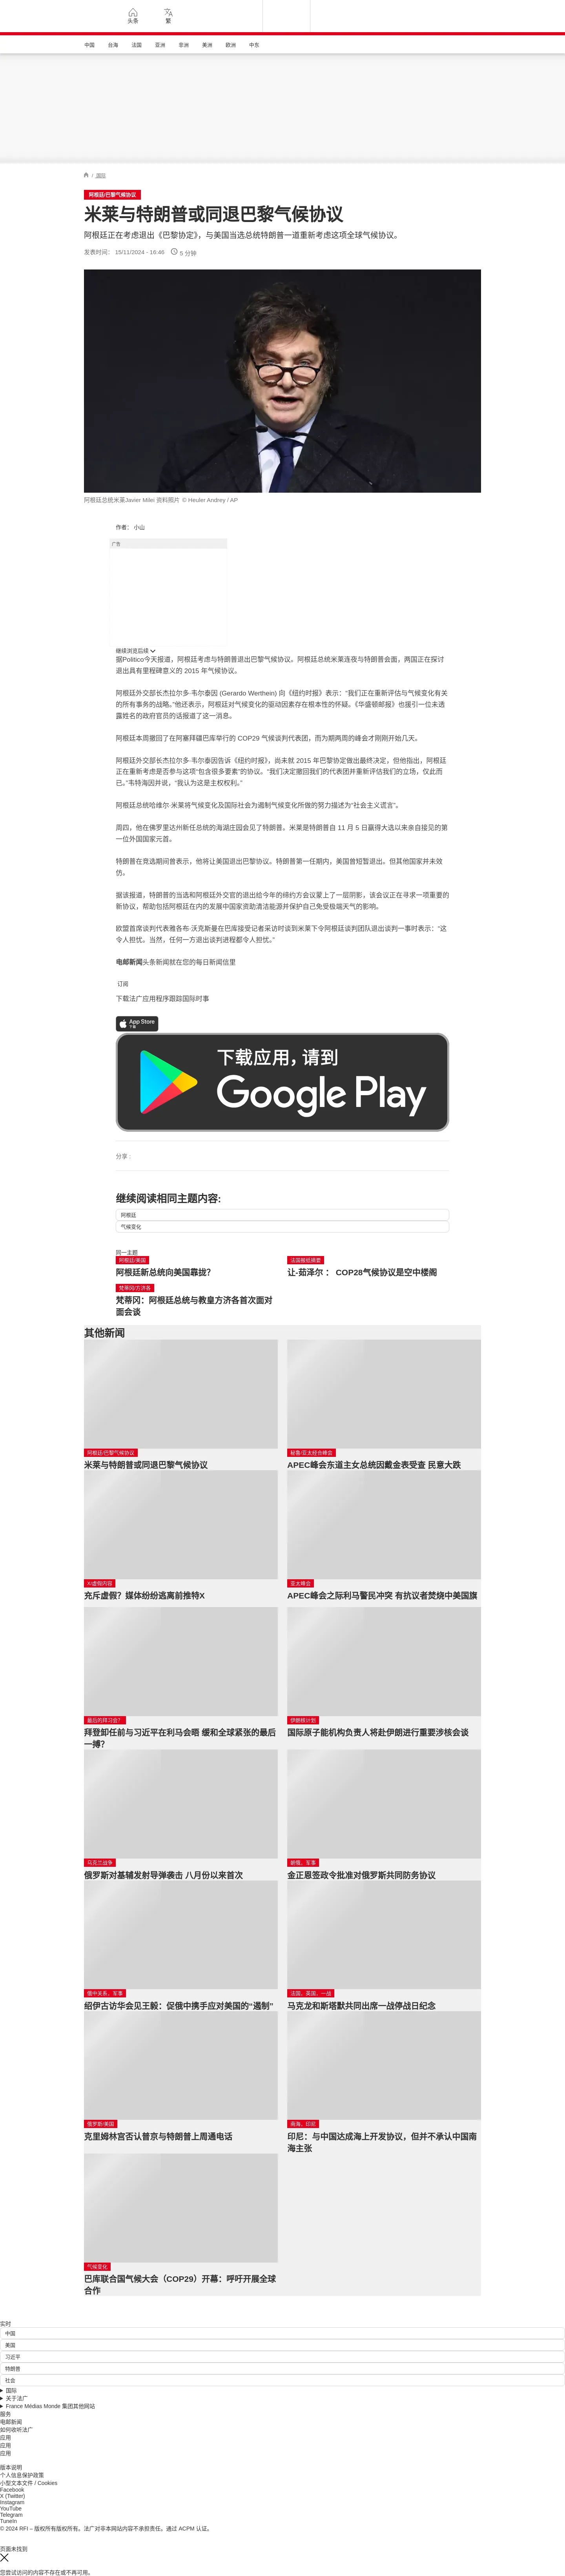 头条
繁
中国 台海 法国 亚洲 非洲 美洲 欧洲 中东
/ 国际
阿根廷/巴黎气候协议
米莱与特朗普或同退巴黎气候协议
阿根廷正在考虑退出《巴黎协定》，与美国当选总统特朗普一道重新考虑这项全球气候协议。
发表时间： 15/11/2024 - 16:46 5 分钟
阿根廷总统米莱Javier Milei 资料照片 © Heuler Andrey / AP
作者： 小山
广告
继续浏览后续
据Politico今天报道，阿根廷考虑与特朗普退出巴黎气候协议。阿根廷总统米莱连夜与特朗普会面，两国正在探讨
退出具有里程碑意义的 2015 年气候协议。
阿根廷外交部长杰拉尔多·韦尔泰因 (Gerardo Werthein) 向《纽约时报》表示：“我们正在重新评估与气候变化有关
的所有事务的战略。”他还表示，阿根廷对气候变化的驱动因素存在根本性的怀疑。《华盛顿邮报》也援引一位未透
露姓名的政府官员的话报道了这一消息。
阿根廷本周撤回了在阿塞拜疆巴库举行的 COP29 气候谈判代表团，而为期两周的峰会才刚刚开始几天。
阿根廷外交部长杰拉尔多·韦尔泰因告诉《纽约时报》，尚未就 2015 年巴黎协定做出最终决定，但他指出，阿根廷
正在重新考虑是否参与这项“包含很多要素”的协议。“我们决定撤回我们的代表团并重新评估我们的立场，仅此而
已。”韦特海因并说，“我认为这是主权权利。”
阿根廷总统哈维尔·米莱将气候变化及国际社会为遏制气候变化所做的努力描述为“社会主义谎言”。
周四，他在佛罗里达州新任总统的海湖庄园会见了特朗普。米莱是特朗普自 11 月 5 日赢得大选以来亲自接见的第
一位外国国家元首。
特朗普在竞选期间曾表示，他将让美国退出巴黎协议。特朗普第一任期内，美国曾短暂退出。但其他国家并未效
仿。
据该报道，特朗普的当选和阿根廷外交官的退出给今年的缔约方会议蒙上了一层阴影，该会议正在寻求一项重要的
新协议，帮助包括阿根廷在内的发展中国家资助清洁能源并保护自己免受极端天气的影响。
欧盟首席谈判代表雅各布·沃克斯曼在巴库接受记者采访时谈到米莱下令阿根廷谈判团队退出谈判一事时表示：“这
令人担忧。当然，任何一方退出谈判进程都令人担忧。”
电邮新闻头条新闻就在您的每日新闻信里
订阅
下载法广应用程序跟踪国际时事
App Store
下载
下载应用，请到
Google Play
分享 :
继续阅读相同主题内容:
阿根廷
气候变化
同一主题
阿根廷/美国
阿根廷新总统向美国靠拢？
法国报纸摘要
让-茹泽尔 ： COP28气候协议是空中楼阁
梵蒂冈/方济各
梵蒂冈：阿根廷总统与教皇方济各首次面对
面会谈
其他新闻
阿根廷/巴黎气候协议
米莱与特朗普或同退巴黎气候协议
秘鲁/亚太经合峰会
APEC峰会东道主女总统因戴金表受查 民意大跌
X/虚假内容
充斥虚假？媒体纷纷逃离前推特X
亚太峰会
APEC峰会之际利马警民冲突 有抗议者焚烧中美国旗
最后的拜习会？
拜登卸任前与习近平在利马会晤 缓和全球紧张的最后
一搏？
伊朗核计划
国际原子能机构负责人将赴伊朗进行重要涉核会谈
乌克兰战争
俄罗斯对基辅发射导弹袭击 八月份以来首次
朝俄、军事
金正恩签政令批准对俄罗斯共同防务协议
俄中关系、军事
绍伊古访华会见王毅：促俄中携手应对美国的“遏制”
法国、英国、一战
马克龙和斯塔默共同出席一战停战日纪念
俄罗斯/美国
克里姆林宫否认普京与特朗普上周通电话
南海、印尼
印尼：与中国达成海上开发协议，但并不承认中国南
海主张
气候变化
巴库联合国气候大会（COP29）开幕：呼吁开展全球
合作
实时
中国
美国
习近平
特朗普
社会
国际
关于法广
France Médias Monde 集团其他网站
服务
电邮新闻
如何收听法广
应用
应用
应用
版本说明
个人信息保护政策
小型文本文件 / Cookies
Facebook
X (Twitter)
Instagram
YouTube
Telegram
TuneIn
© 2024 RFI – 版权所有版权所有。法广对非本网站内容不承担责任。通过 ACPM 认证。
页面未找到
您尝试访问的内容不存在或不再可用。